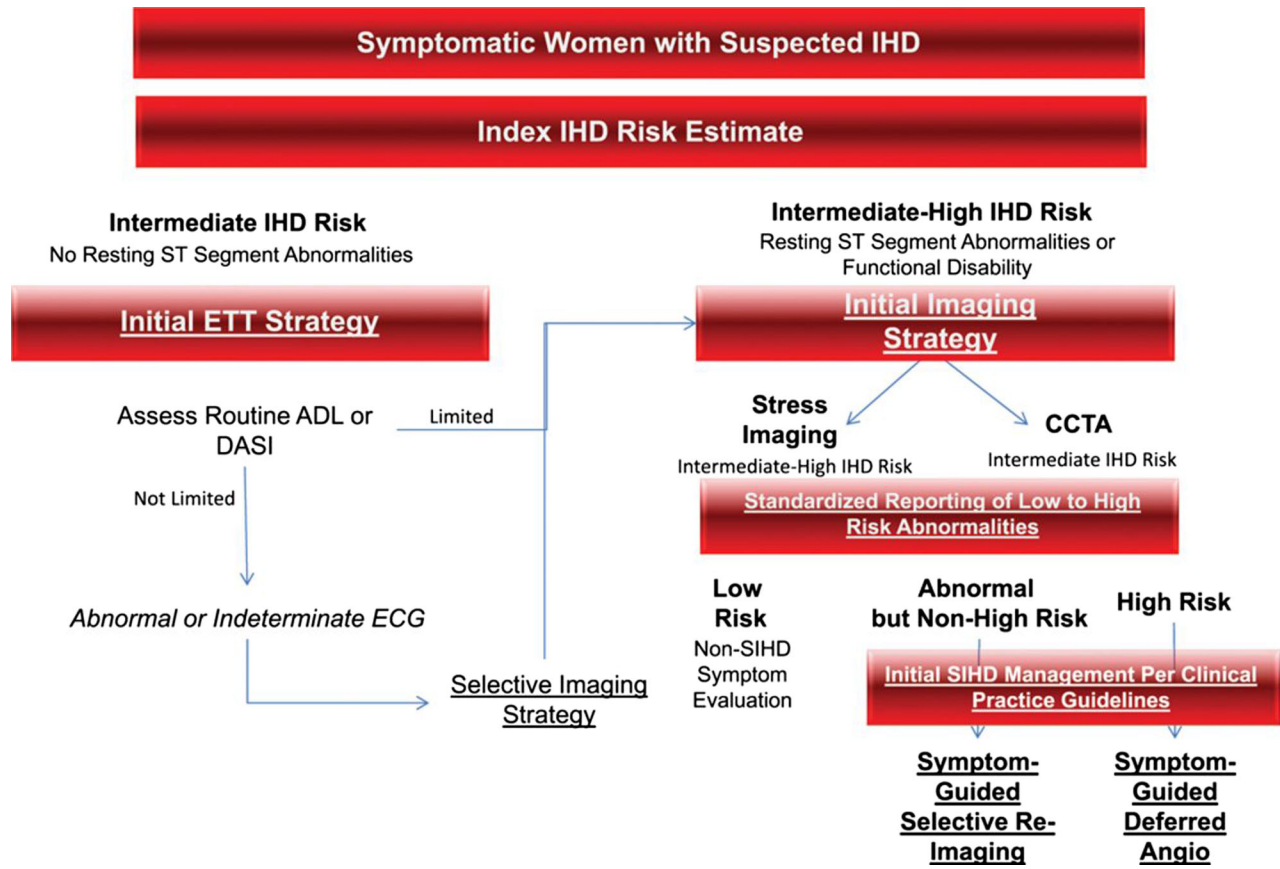 Symptomatic Women with Suspected IHD
Index IHD Risk Estimate
Intermediate IHD Risk
No Resting ST Segment Abnormalities
Initial ETT Strategy
Assess Routine ADL or
DASI
Limited
Not Limited
Abnormal or Indeterminate ECG
Selective Imaging
Strategy
Intermediate-High IHD Risk
Resting ST Segment Abnormalities or
Functional Disability
Initial Imaging
Strategy
Stress
Imaging
Intermediate-High IHD Risk
CCTA
Intermediate IHD Risk
Standardized Reporting of Low to High
Risk Abnormalities
Low
Risk
Non-SIHD
Symptom
Evaluation
Abnormal
but Non-High Risk
High Risk
Initial SIHD Management Per Clinical
Practice Guidelines
Symptom-
Guided
Selective Re-
Imaging
Symptom-
Guided
Deferred
Angio